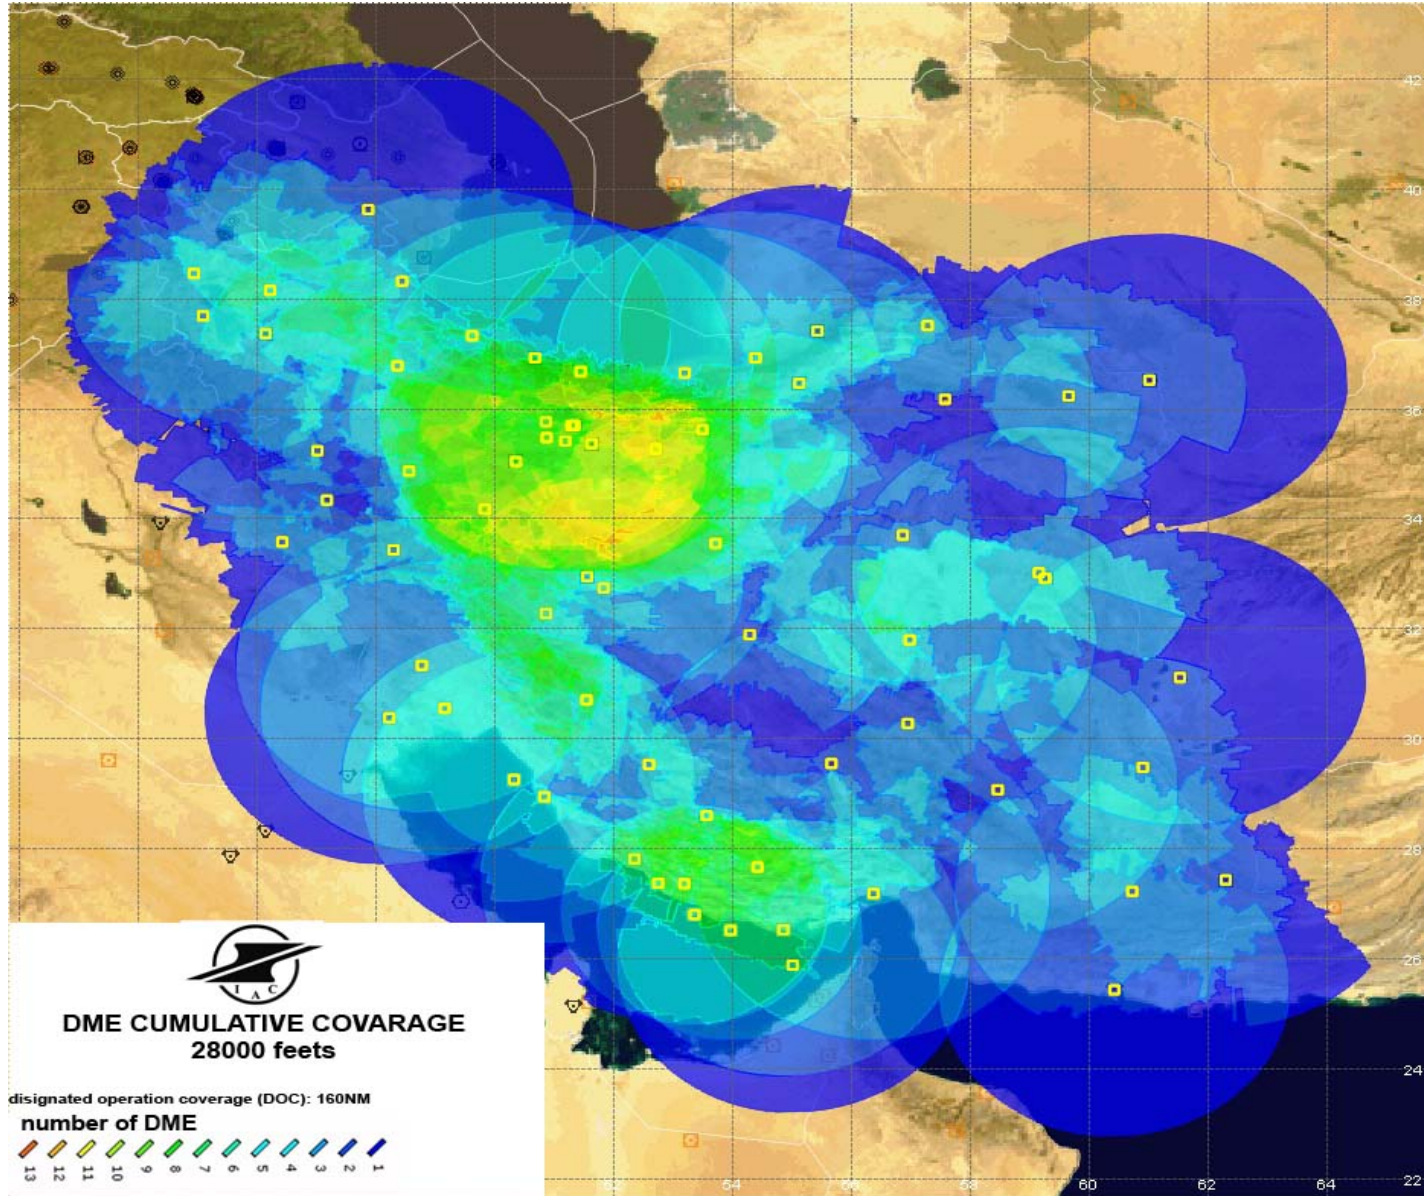 42
40
38
36
34
32
30
28
26
24
22
I A C
DME CUMULATIVE COVARAGE
28000 feets
disignated operation coverage (DOC): 160NM
number of DME
13 12 11 10 9 8 7 6 5 4 3 2 1
52 54 56 58 60 62 64